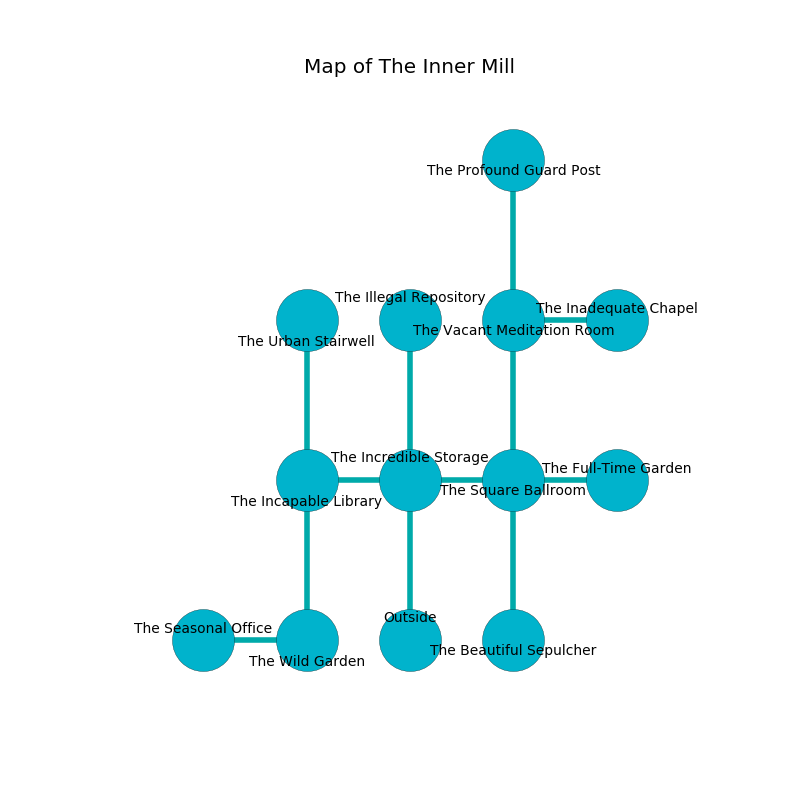 Map of The Inner Mill
The Profound Guard Post
The Illegal Repository
The Inadequate Chapel
The Vacant Meditation Room
The Urban Stairwell
The Incredible Storage
The Full-Time Garden
The Square Ballroom
The Incapable Library
Outside
The Seasonal Office
The Beautiful Sepulcher
The Wild Garden